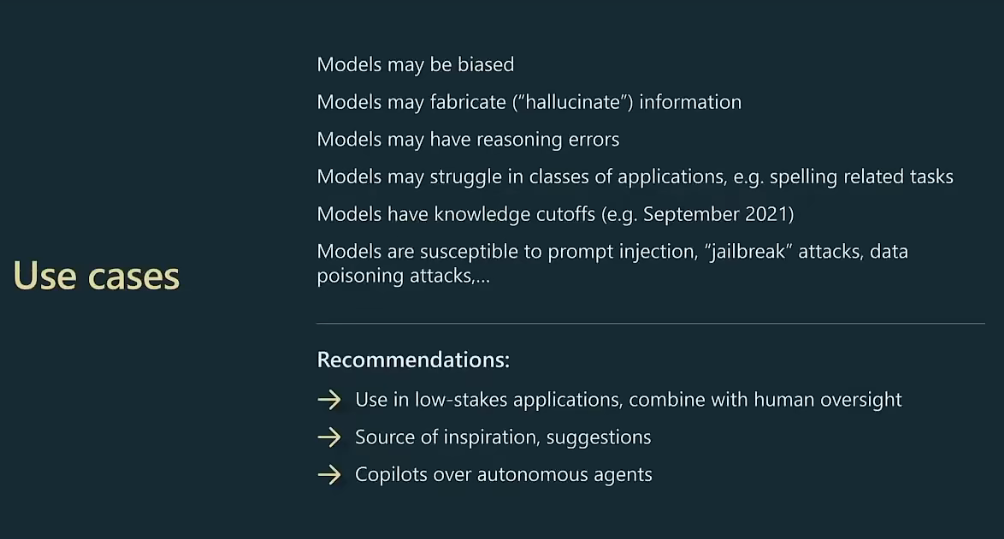 Use cases
Models may be biased
Models may fabricate (“hallucinate”) information
Models may have reasoning errors
Models may struggle in classes of applications, e.g. spelling related tasks
Models have knowledge cutoffs (e.g. September 2021)
Models are susceptible to prompt injection, “jailbreak” attacks, data
poisoning attacks,...
Recommendations:
→ Use in low-stakes applications, combine with human oversight
→ Source of inspiration, suggestions
→ Copilots over autonomous agents